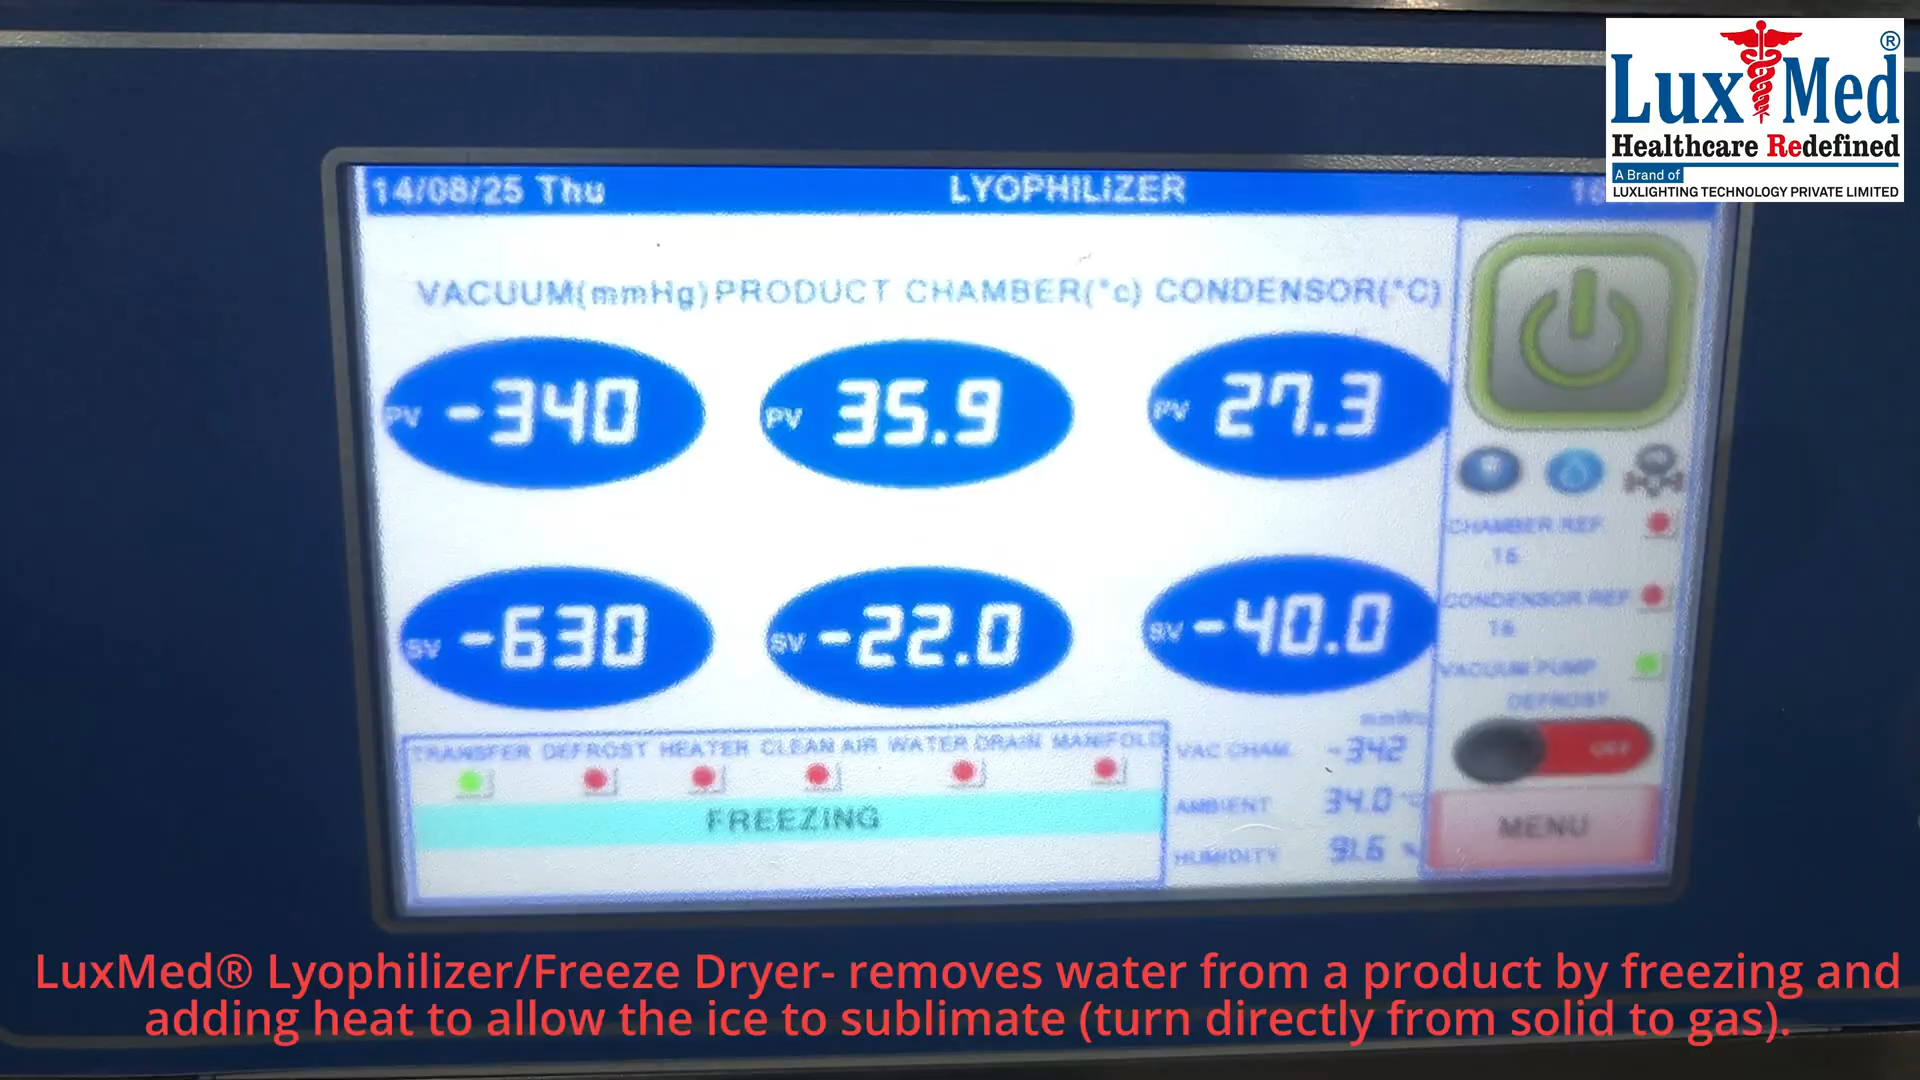 Lux Med ®
Healthcare Redefined
A Brand of
LUXLIGHTING TECHNOLOGY PRIVATE LIMITED
14/08/25 Thu LYOPHILIZER
VACUUM(mmHg) PRODUCT CHAMBER(°c) CONDENSOR(°C)
PV -340 PV 35.9 PV 27.3
SV -630 SV -22.0 SV -40.0
CHAMBER REF
16
CONDENSOR REF
16
VACUUM PUMP
DEFROST
OFF
MENU
TRANSFER DEFROST HEATER CLEAN AIR WATER DRAIN MANIFOLD
FREEZING
VAC CHAM. -342
AMBIENT 34.0 °C
HUMIDITY 91.6 %
LuxMed® Lyophilizer/Freeze Dryer- removes water from a product by freezing and
adding heat to allow the ice to sublimate (turn directly from solid to gas).